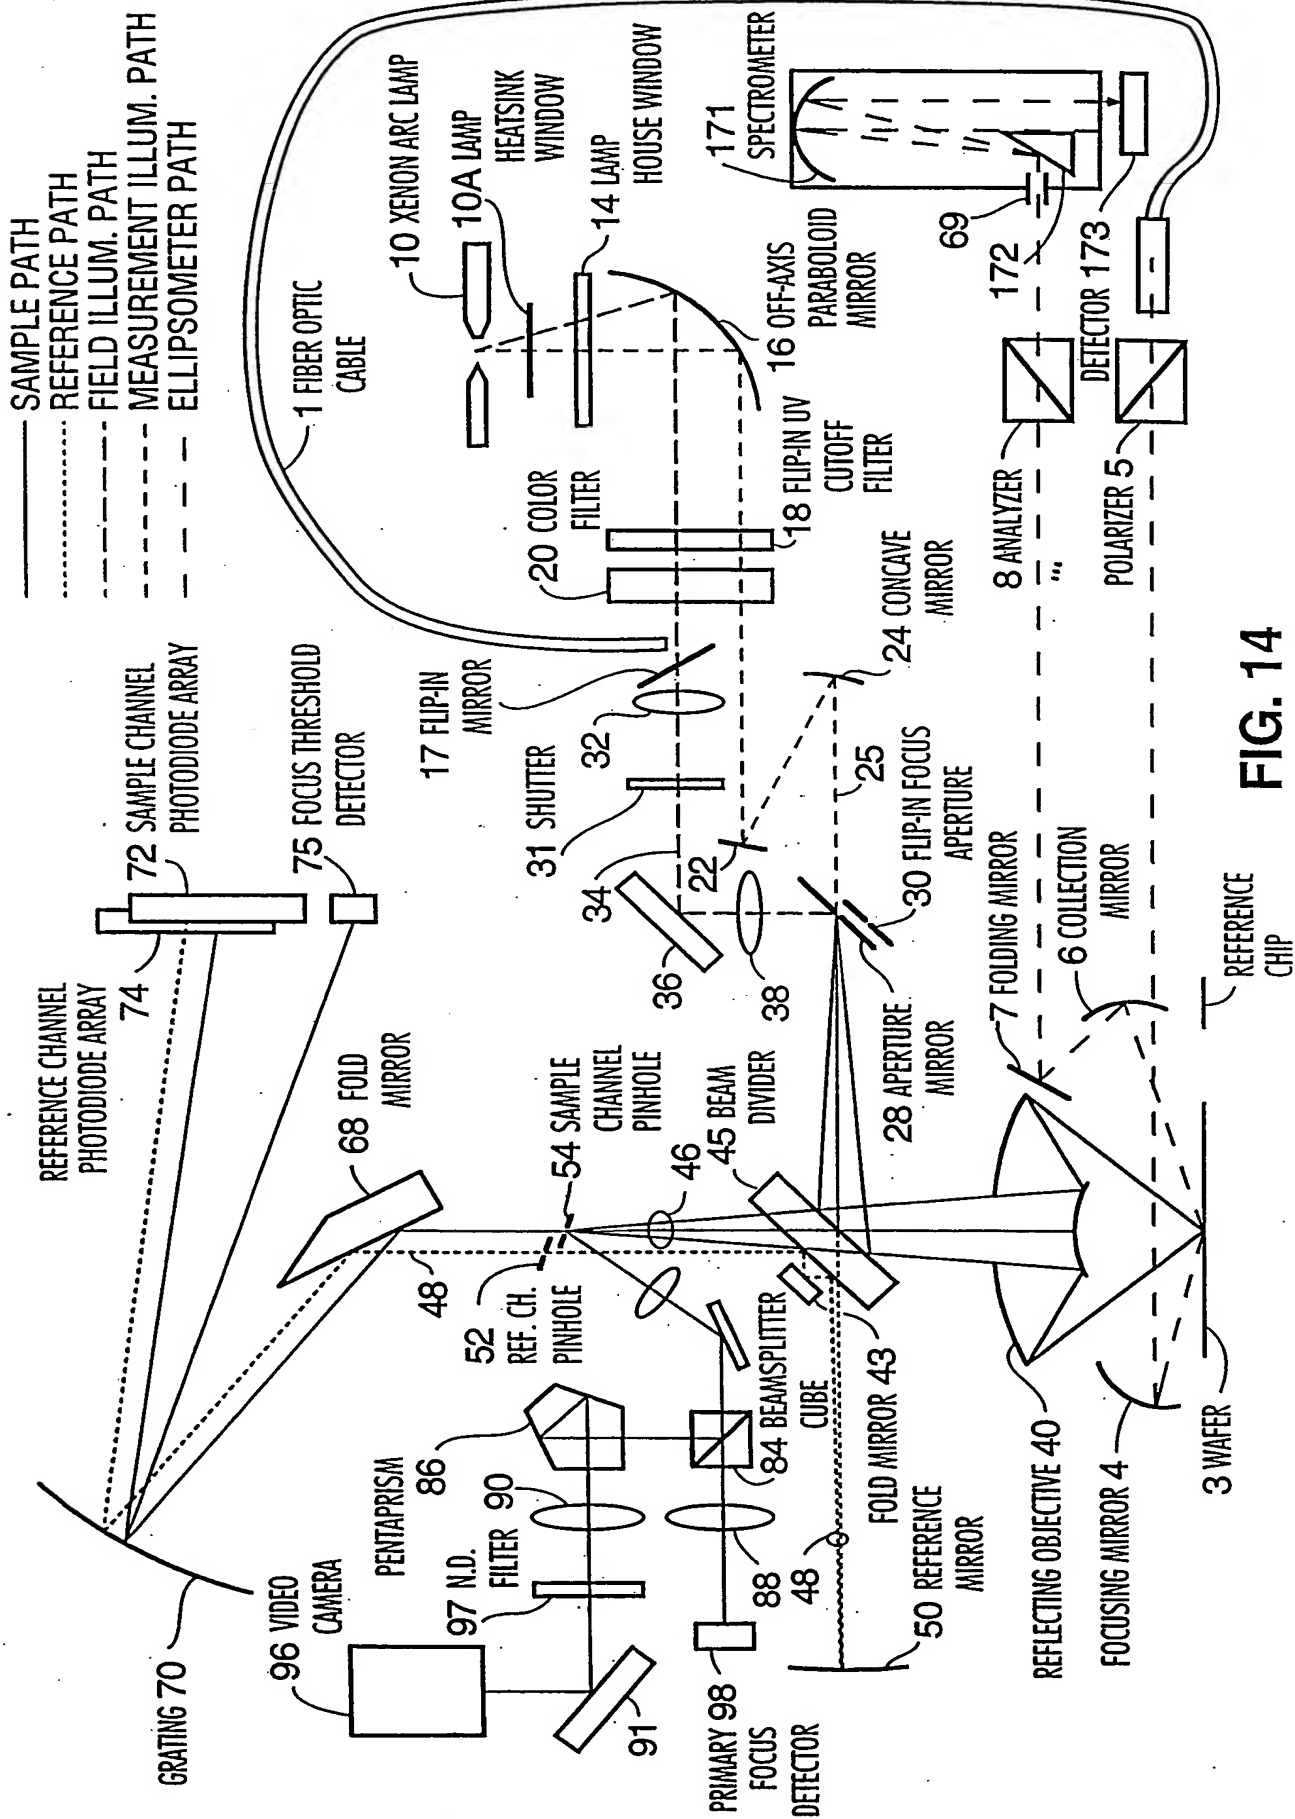 SAMPLE PATH
REFERENCE PATH
FIELD ILLUM. PATH
MEASUREMENT ILLUM. PATH
ELLIPSOMETER PATH
1 FIBER OPTIC
CABLE
10 XENON ARC LAMP
10A LAMP
HEATSINK
WINDOW
14 LAMP
HOUSE WINDOW
16 OFF-AXIS
PARABOLOID
MIRROR
18 FLIP-IN UV
CUTOFF
FILTER
20 COLOR
FILTER
17 FLIP-IN
MIRROR
32
31 SHUTTER
34
36
38
22
24 CONCAVE
MIRROR
25
30 FLIP-IN FOCUS
APERTURE
28 APERTURE
MIRROR
171
SPECTROMETER
69
172
DETECTOR 173
8 ANALYZER
POLARIZER 5
72 SAMPLE CHANNEL
PHOTODIODE ARRAY
75 FOCUS THRESHOLD
DETECTOR
REFERENCE CHANNEL
PHOTODIODE ARRAY
74
68 FOLD
MIRROR
GRATING 70
48
52
REF. CH.
PINHOLE
54 SAMPLE
CHANNEL
PINHOLE
46
45 BEAM
DIVIDER
PENTAPRISM
86
90
97 N.D.
FILTER
96 VIDEO
CAMERA
91
PRIMARY 98
FOCUS
DETECTOR
88
84 BEAMSPLITTER
CUBE
FOLD MIRROR 43
48
50 REFERENCE
MIRROR
REFLECTING OBJECTIVE 40
FOCUSING MIRROR 4
3 WAFER
7 FOLDING MIRROR
6 COLLECTION
MIRROR
REFERENCE
CHIP
FIG. 14